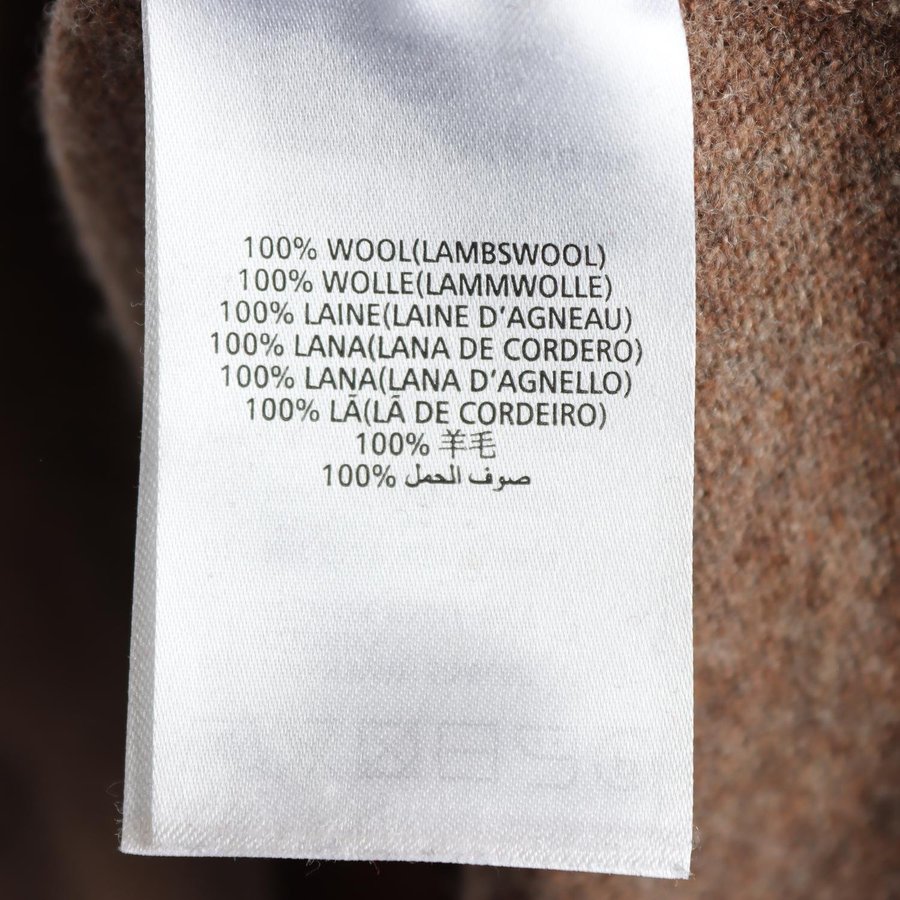 100% WOOL(LAMBSWOOL)
100% WOLLE(LAMMWOLLE)
100% LAINE(LAINE D'AGNEAU)
100% LANA(LANA DE CORDERO)
100% LANA(LANA D'AGNELLO)
100% LÃ(LÃ DE CORDEIRO)
100% 羊毛
100% صوف الحمل